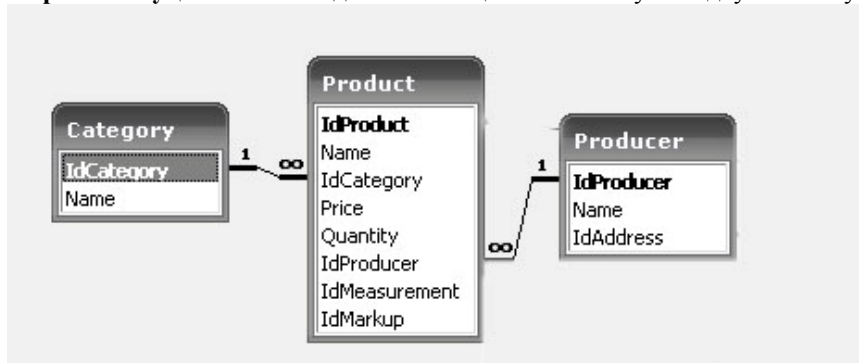 Category
IdCategory
Name
1
∞
Product
IdProduct
Name
IdCategory
Price
Quantity
IdProducer
IdMeasurement
IdMarkup
∞
1
Producer
IdProducer
Name
IdAddress